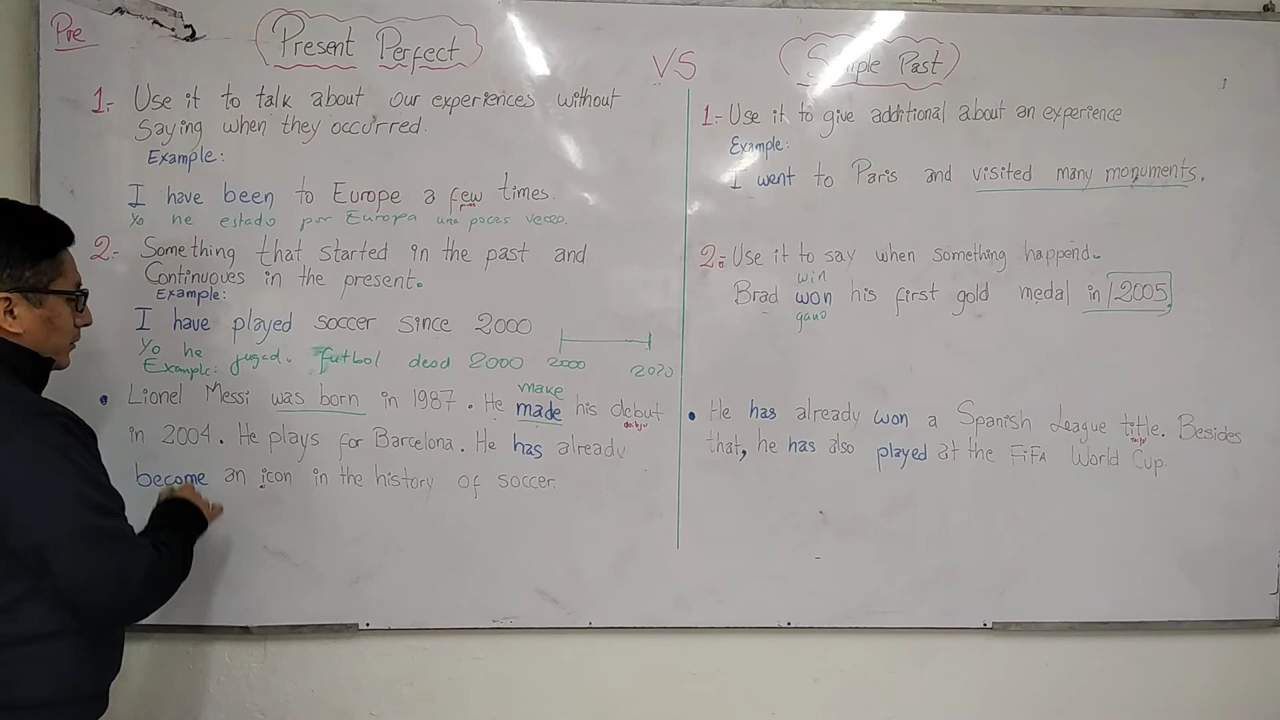 Pre
Present Perfect
VS
Simple Past
1.- Use it to talk about our experiences without
saying when they occurred.
Example:
I have been to Europe a few times.
Yo he estado por Europa una poces veces.
2.- Something that started in the past and
Continuoves in the present.
Example:
I have played soccer since 2000
Yo he jugad. futbol desd 2000
2000 2020
Example:
make
• Lionel Messi was born in 1987. He made his debut
in 2004. He plays for Barcelona. He has already
become an icon in the history of soccer.
1.- Use it to give additional about an experience
Example:
I went to Paris and visited many monuments.
2.- Use it to say when something happend.
win
Brad won his first gold medal in 2005
gano
• He has already won a Spanish League title. Besides
that, he has also played at the FiFA World Cup.